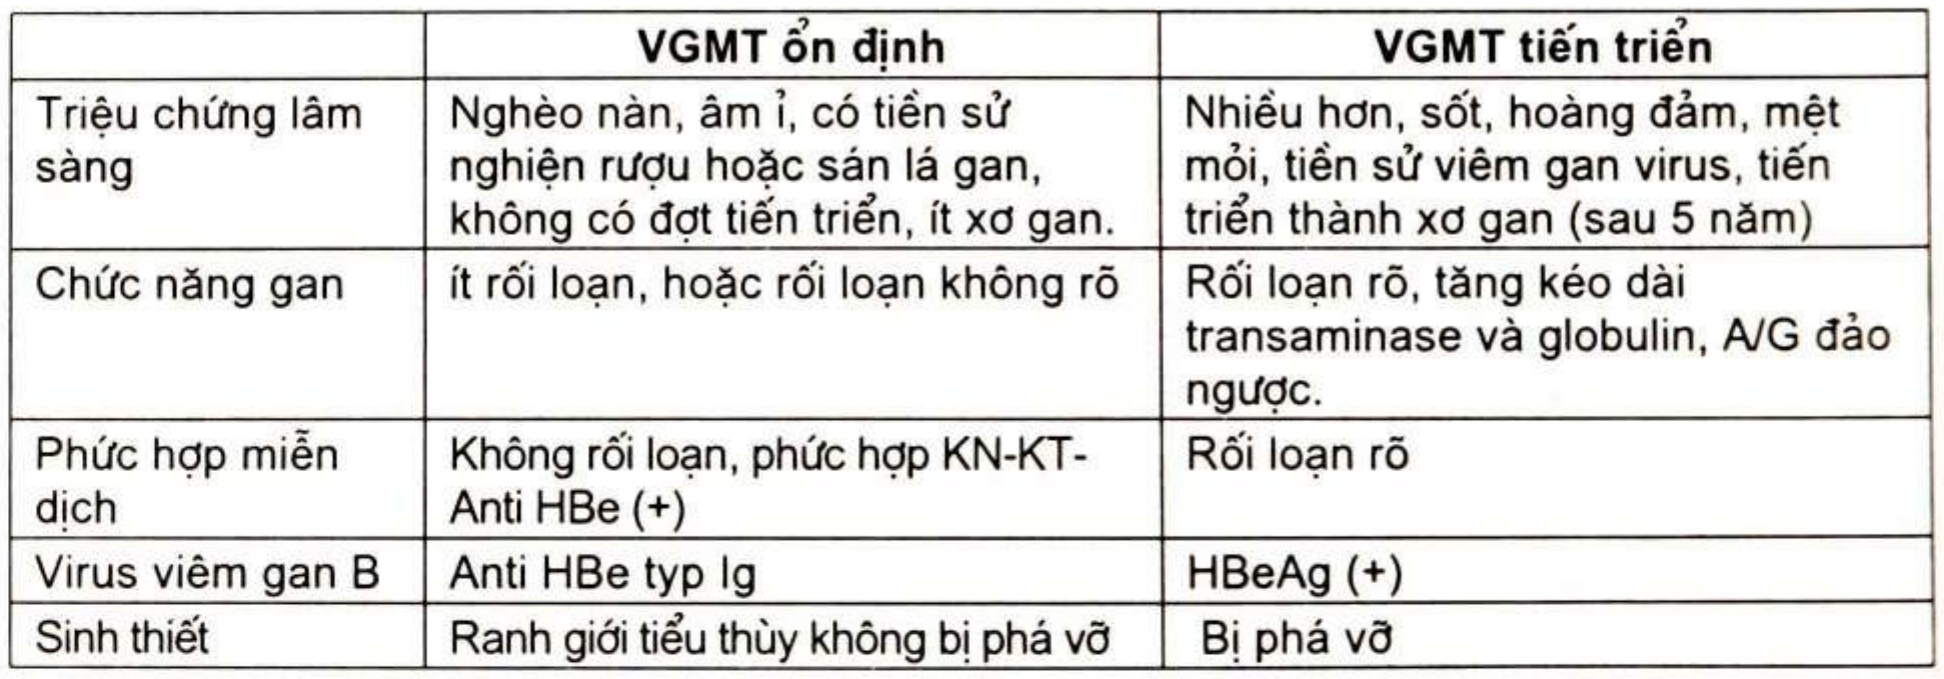 VGMT ổn định
VGMT tiến triển
Triệu chứng lâm
sàng
Nghèo nàn, âm ỉ, có tiền sử
nghiện rượu hoặc sán lá gan,
không có đợt tiến triển, ít xơ gan.
Nhiều hơn, sốt, hoàng đảm, mệt
mỏi, tiền sử viêm gan virus, tiến
triển thành xơ gan (sau 5 năm)
Chức năng gan
ít rối loạn, hoặc rối loạn không rõ
Rối loạn rõ, tăng kéo dài
transaminase và globulin, A/G đảo
ngược.
Phức hợp miễn
dịch
Không rối loạn, phức hợp KN-KT-
Anti HBe (+)
Rối loạn rõ
Virus viêm gan B
Anti HBe typ Ig
HBeAg (+)
Sinh thiết
Ranh giới tiểu thùy không bị phá vỡ
Bị phá vỡ